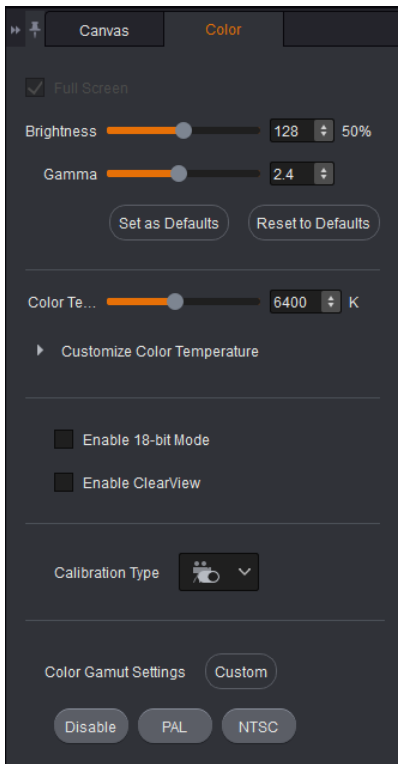 Canvas Color
Full Screen
Brightness 128 50%
Gamma 2.4
Set as Defaults Reset to Defaults
Color Te... 6400 K
Customize Color Temperature
Enable 18-bit Mode
Enable ClearView
Calibration Type
Color Gamut Settings Custom
Disable PAL NTSC